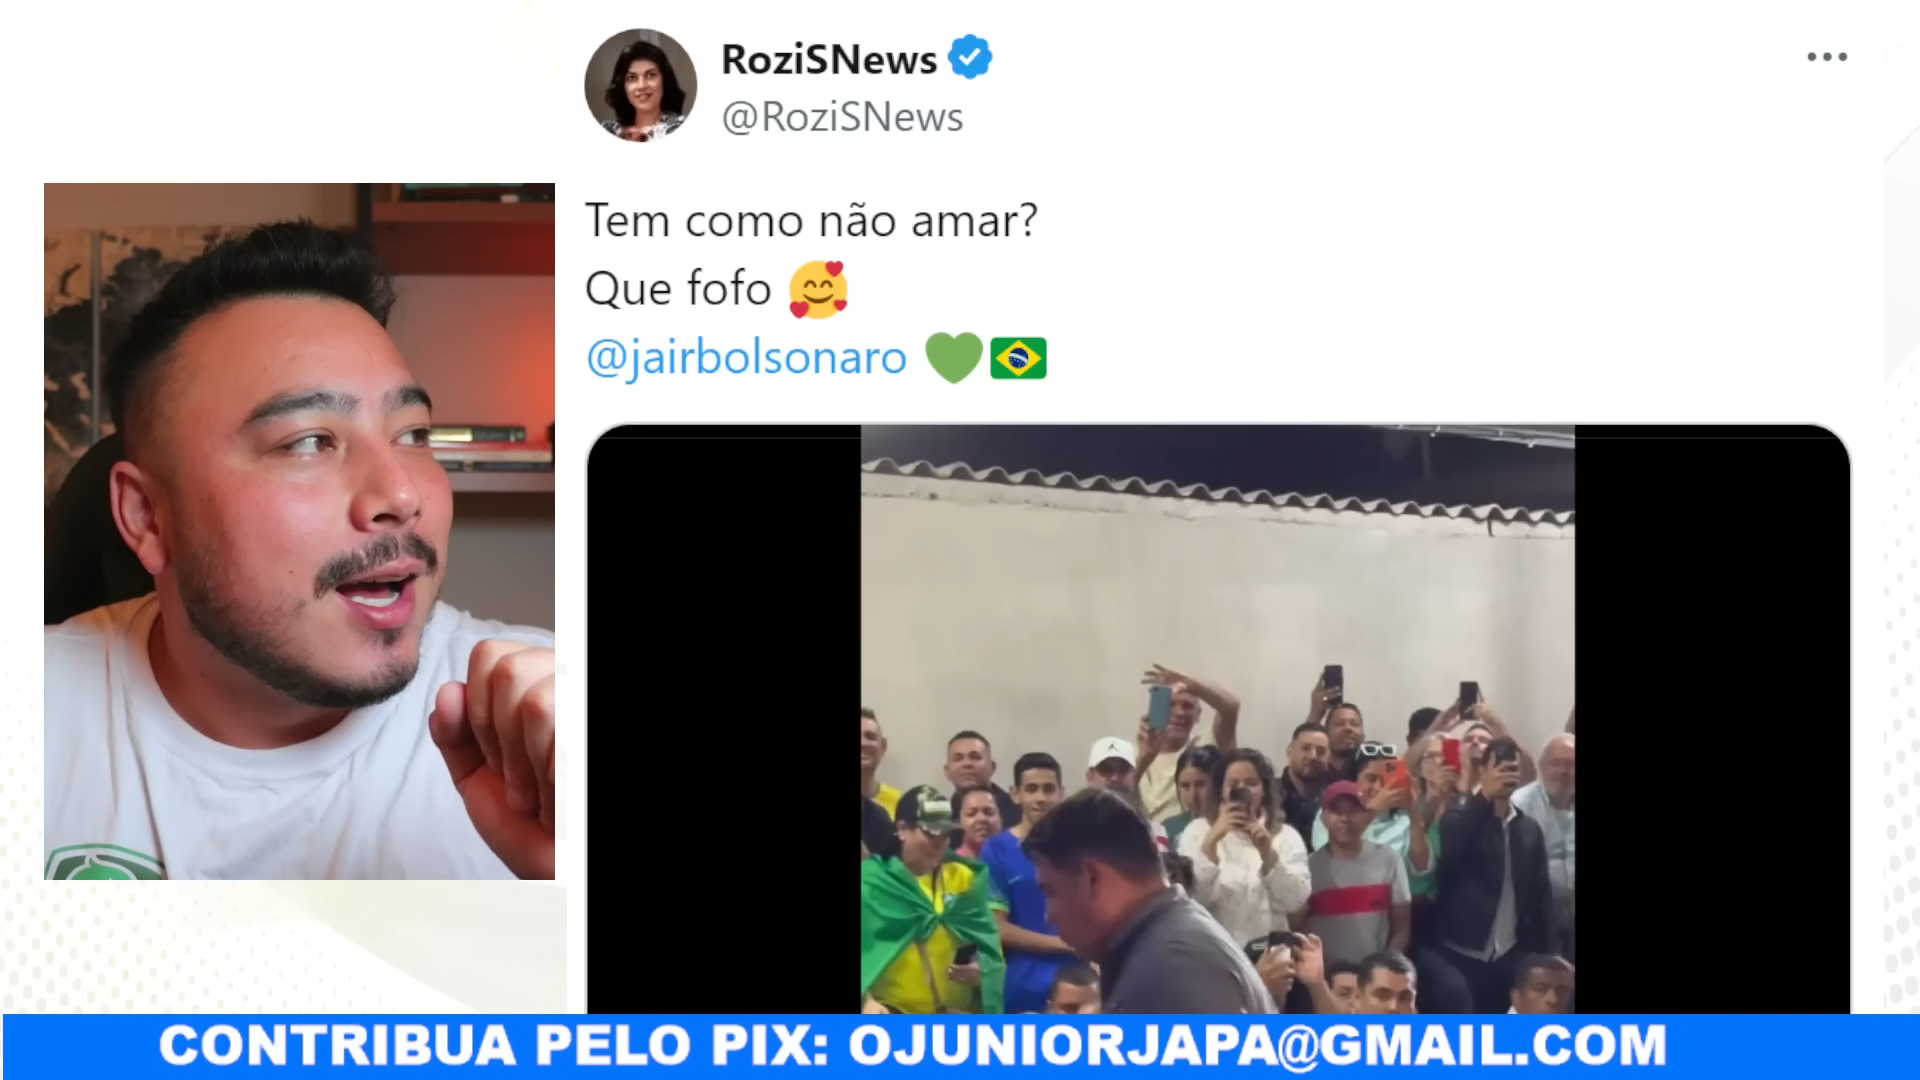 RoziSNews
@RoziSNews
Tem como não amar?
Que fofo 🥰
@jairbolsonaro 💚🇧🇷
CONTRIBUA PELO PIX: OJUNIORJAPA@GMAIL.COM